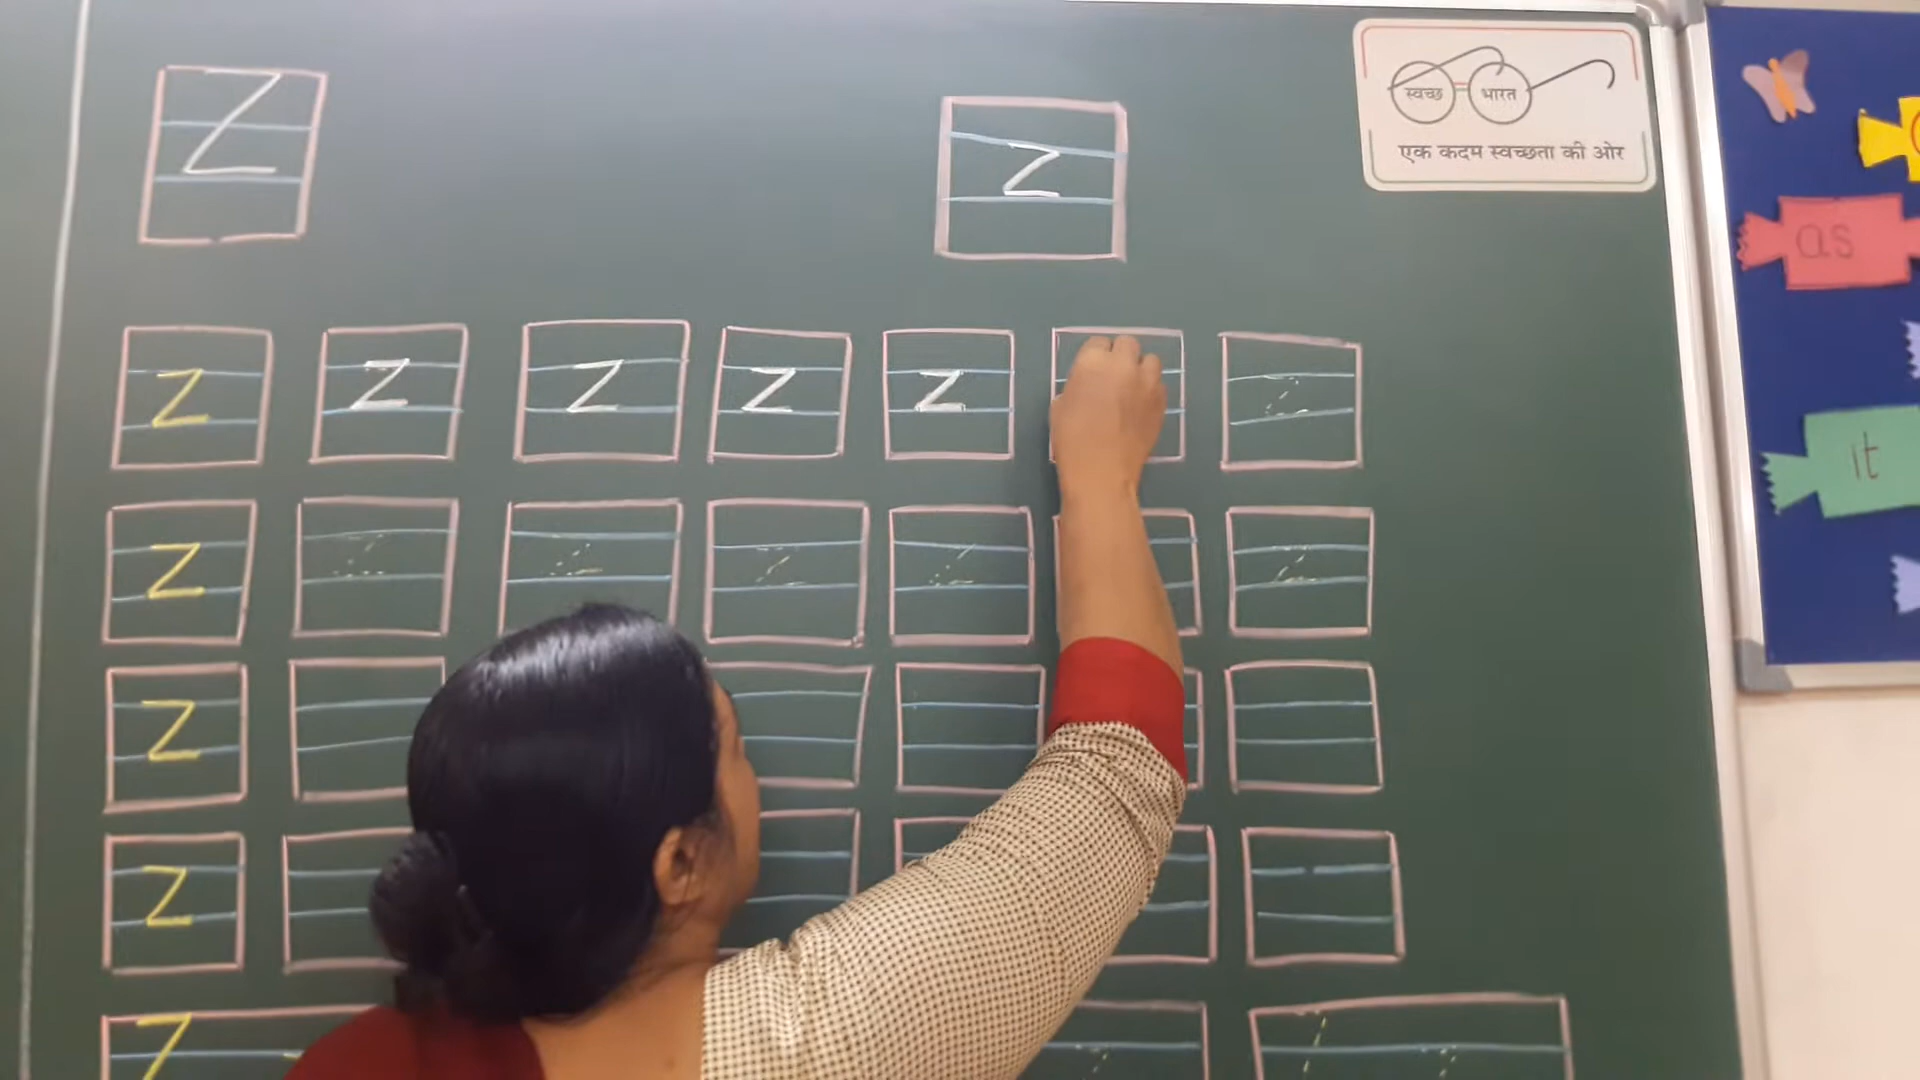 Z
z
स्वच्छ भारत
एक कदम स्वच्छता की ओर
as
it
z z z z z z
z z z z z z
z
z
Z